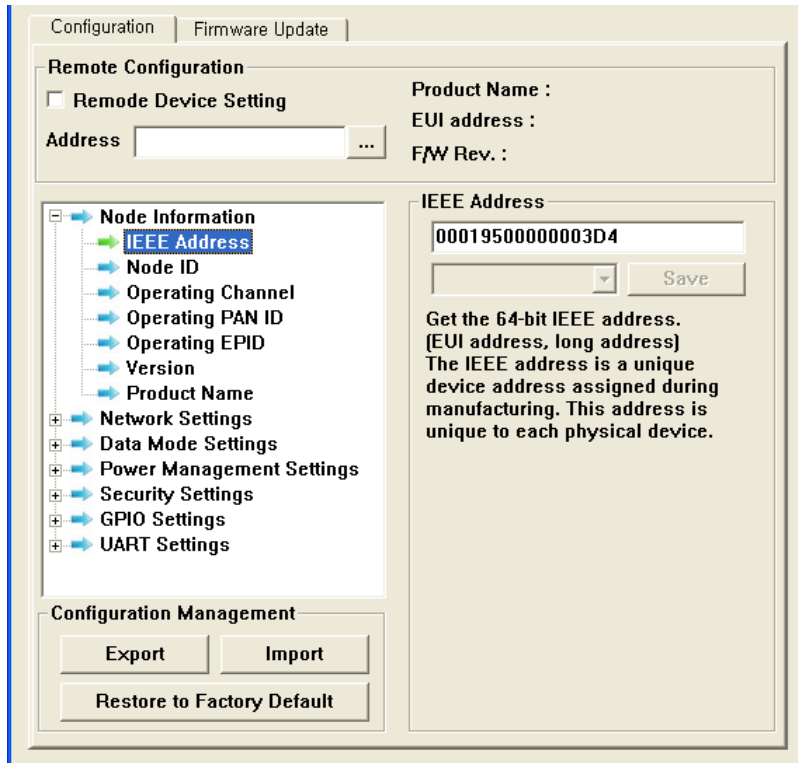 Configuration
Firmware Update
Remote Configuration
Remode Device Setting
Address
...
Product Name :
EUI address :
F/W Rev. :
Node Information
IEEE Address
Node ID
Operating Channel
Operating PAN ID
Operating EPID
Version
Product Name
Network Settings
Data Mode Settings
Power Management Settings
Security Settings
GPIO Settings
UART Settings
IEEE Address
00019500000003D4
Save
Get the 64-bit IEEE address.
(EUI address, long address)
The IEEE address is a unique
device address assigned during
manufacturing. This address is
unique to each physical device.
Configuration Management
Export
Import
Restore to Factory Default